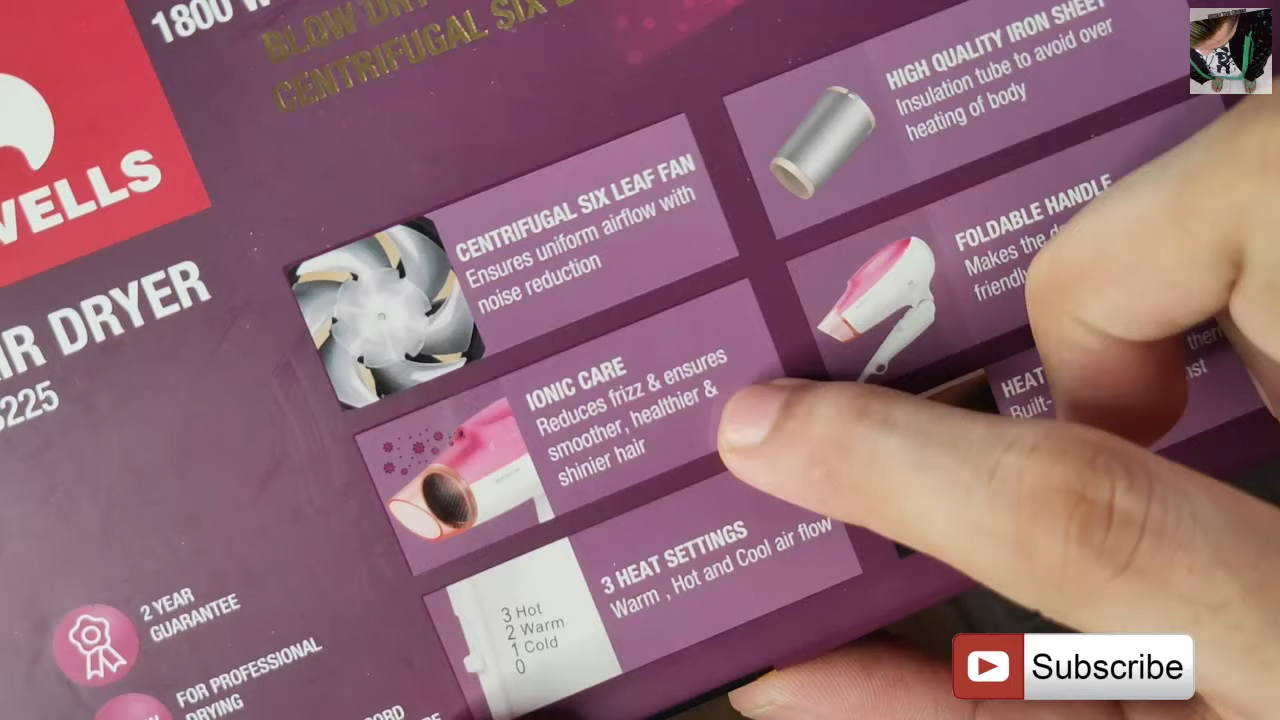 1800 W
BLOW DRY
CENTRIFUGAL SIX
WELLS
IR DRYER
225
CENTRIFUGAL SIX LEAF FAN
Ensures uniform airflow with
noise reduction
IONIC CARE
Reduces frizz & ensures
smoother, healthier &
shinier hair
3 HEAT SETTINGS
Warm , Hot and Cool air flow
3 Hot
2 Warm
1 Cold
0
HIGH QUALITY IRON SHEET
Insulation tube to avoid over
heating of body
FOLDABLE HANDLE
Makes the
friendly
HEAT
Built-
2 YEAR
GUARANTEE
FOR PROFESSIONAL
DRYING
Subscribe